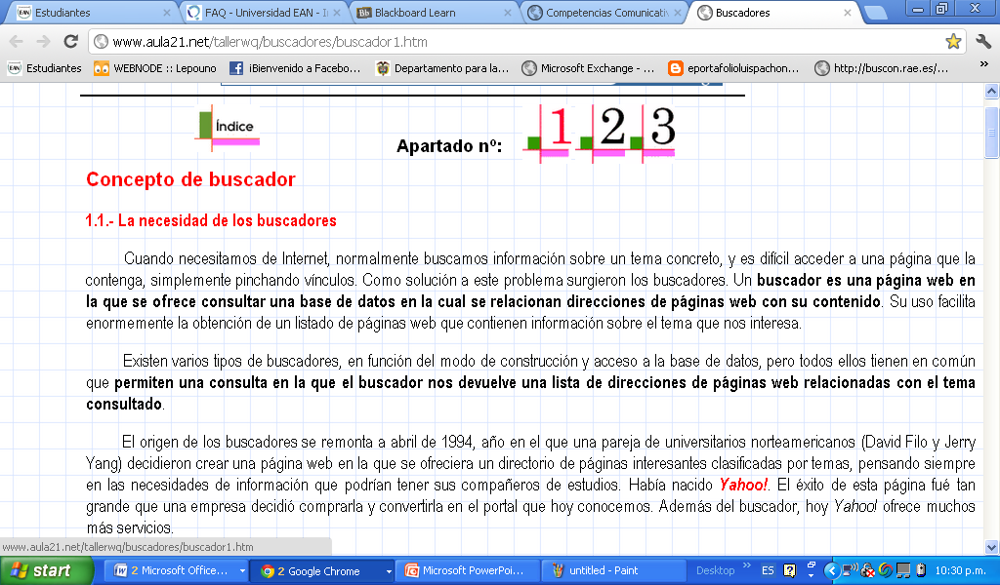 Estudiantes
FAQ - Universidad EAN - I
Blackboard Learn
Competencias Comunicativ
Buscadores
www.aula21.net/tallerwq/buscadores/buscador1.htm
Estudiantes
WEBNODE :: Lepouno
iBienvenido a Facebo...
Departamento para la...
Microsoft Exchange - ...
eportafolioluispachon...
http://buscon.rae.es/...
»
Índice
Apartado nº: 1 2 3
Concepto de buscador
1.1.- La necesidad de los buscadores
Cuando necesitamos de Internet, normalmente buscamos información sobre un tema concreto, y es difícil acceder a una página que la
contenga, simplemente pinchando vínculos. Como solución a este problema surgieron los buscadores. Un buscador es una página web en
la que se ofrece consultar una base de datos en la cual se relacionan direcciones de páginas web con su contenido. Su uso facilita
enormemente la obtención de un listado de páginas web que contienen información sobre el tema que nos interesa.
Existen varios tipos de buscadores, en función del modo de construcción y acceso a la base de datos, pero todos ellos tienen en común
que permiten una consulta en la que el buscador nos devuelve una lista de direcciones de páginas web relacionadas con el tema
consultado.
El origen de los buscadores se remonta a abril de 1994, año en el que una pareja de universitarios norteamericanos (David Filo y Jerry
Yang) decidieron crear una página web en la que se ofreciera un directorio de páginas interesantes clasificadas por temas, pensando siempre
en las necesidades de información que podrían tener sus compañeros de estudios. Había nacido Yahoo!. El éxito de esta página fué tan
grande que una empresa decidió comprarla y convertirla en el portal que hoy conocemos. Además del buscador, hoy Yahoo! ofrece muchos
más servicios.
www.aula21.net/tallerwq/buscadores/buscador1.htm
start
2 Microsoft Office...
2 Google Chrome
Microsoft PowerPoi...
untitled - Paint
Desktop
»
ES
10:30 p.m.